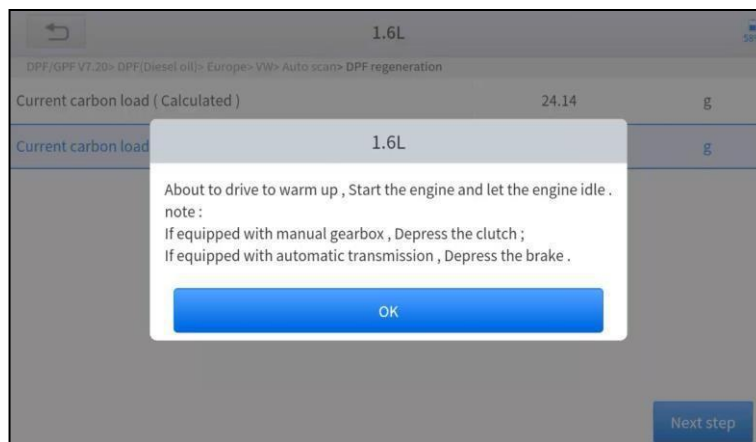 1.6L
DPF/GPF V7.20> DPF(Diesel oil)> Europe> VW> Auto scan> DPF regeneration
Current carbon load ( Calculated ) 24.14 g
Current carbon load g
1.6L
About to drive to warm up , Start the engine and let the engine idle .
note :
If equipped with manual gearbox , Depress the clutch ;
If equipped with automatic transmission , Depress the brake .
OK
Next step